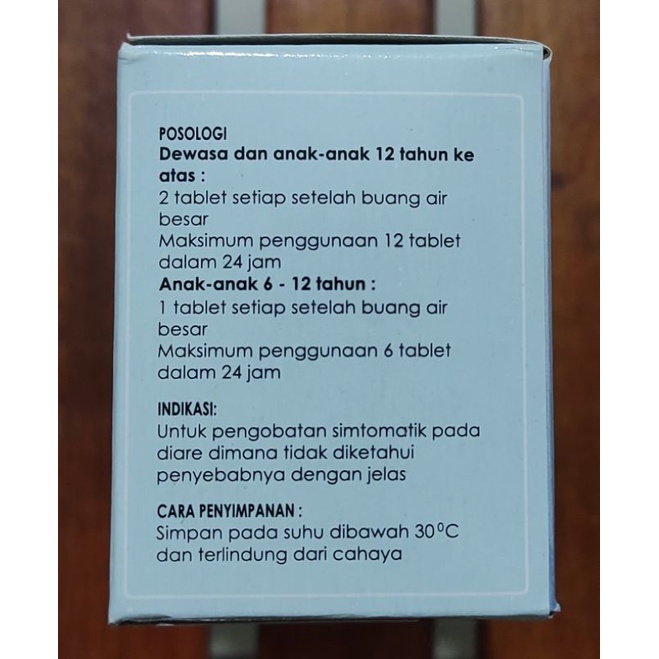 POSOLOGI
Dewasa dan anak-anak 12 tahun ke
atas :
2 tablet setiap setelah buang air
besar
Maksimum penggunaan 12 tablet
dalam 24 jam
Anak-anak 6 - 12 tahun :
1 tablet setiap setelah buang air
besar
Maksimum penggunaan 6 tablet
dalam 24 jam
INDIKASI:
Untuk pengobatan simtomatik pada
diare dimana tidak diketahui
penyebabnya dengan jelas
CARA PENYIMPANAN :
Simpan pada suhu dibawah 30⁰C
dan terlindung dari cahaya